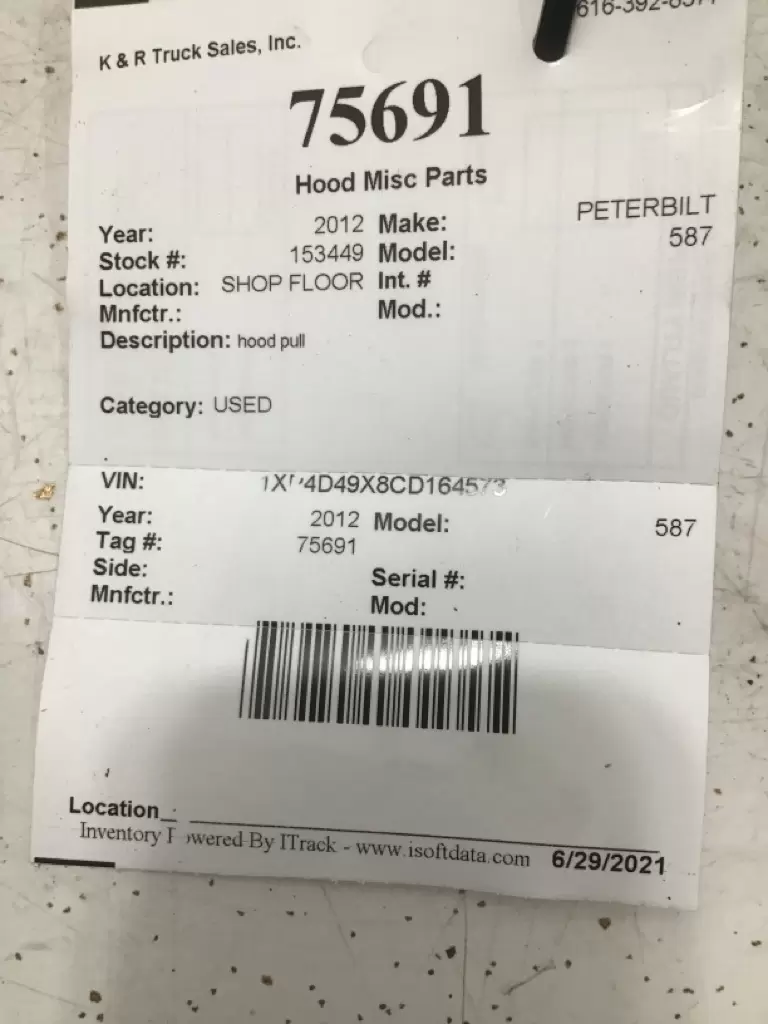 616-392-
K & R Truck Sales, Inc.
75691
Hood Misc Parts
Year: 2012 Make: PETERBILT
Stock #: 153449 Model: 587
Location: SHOP FLOOR Int. #
Mnfctr.: Mod.:
Description: hood pull
Category: USED
VIN:
Year: 2012 Model: 587
Tag #: 75691
Side: Serial #:
Mnfctr.: Mod:
Location
Inventory Powered By ITrack - www.isoftdata.com 6/29/2021